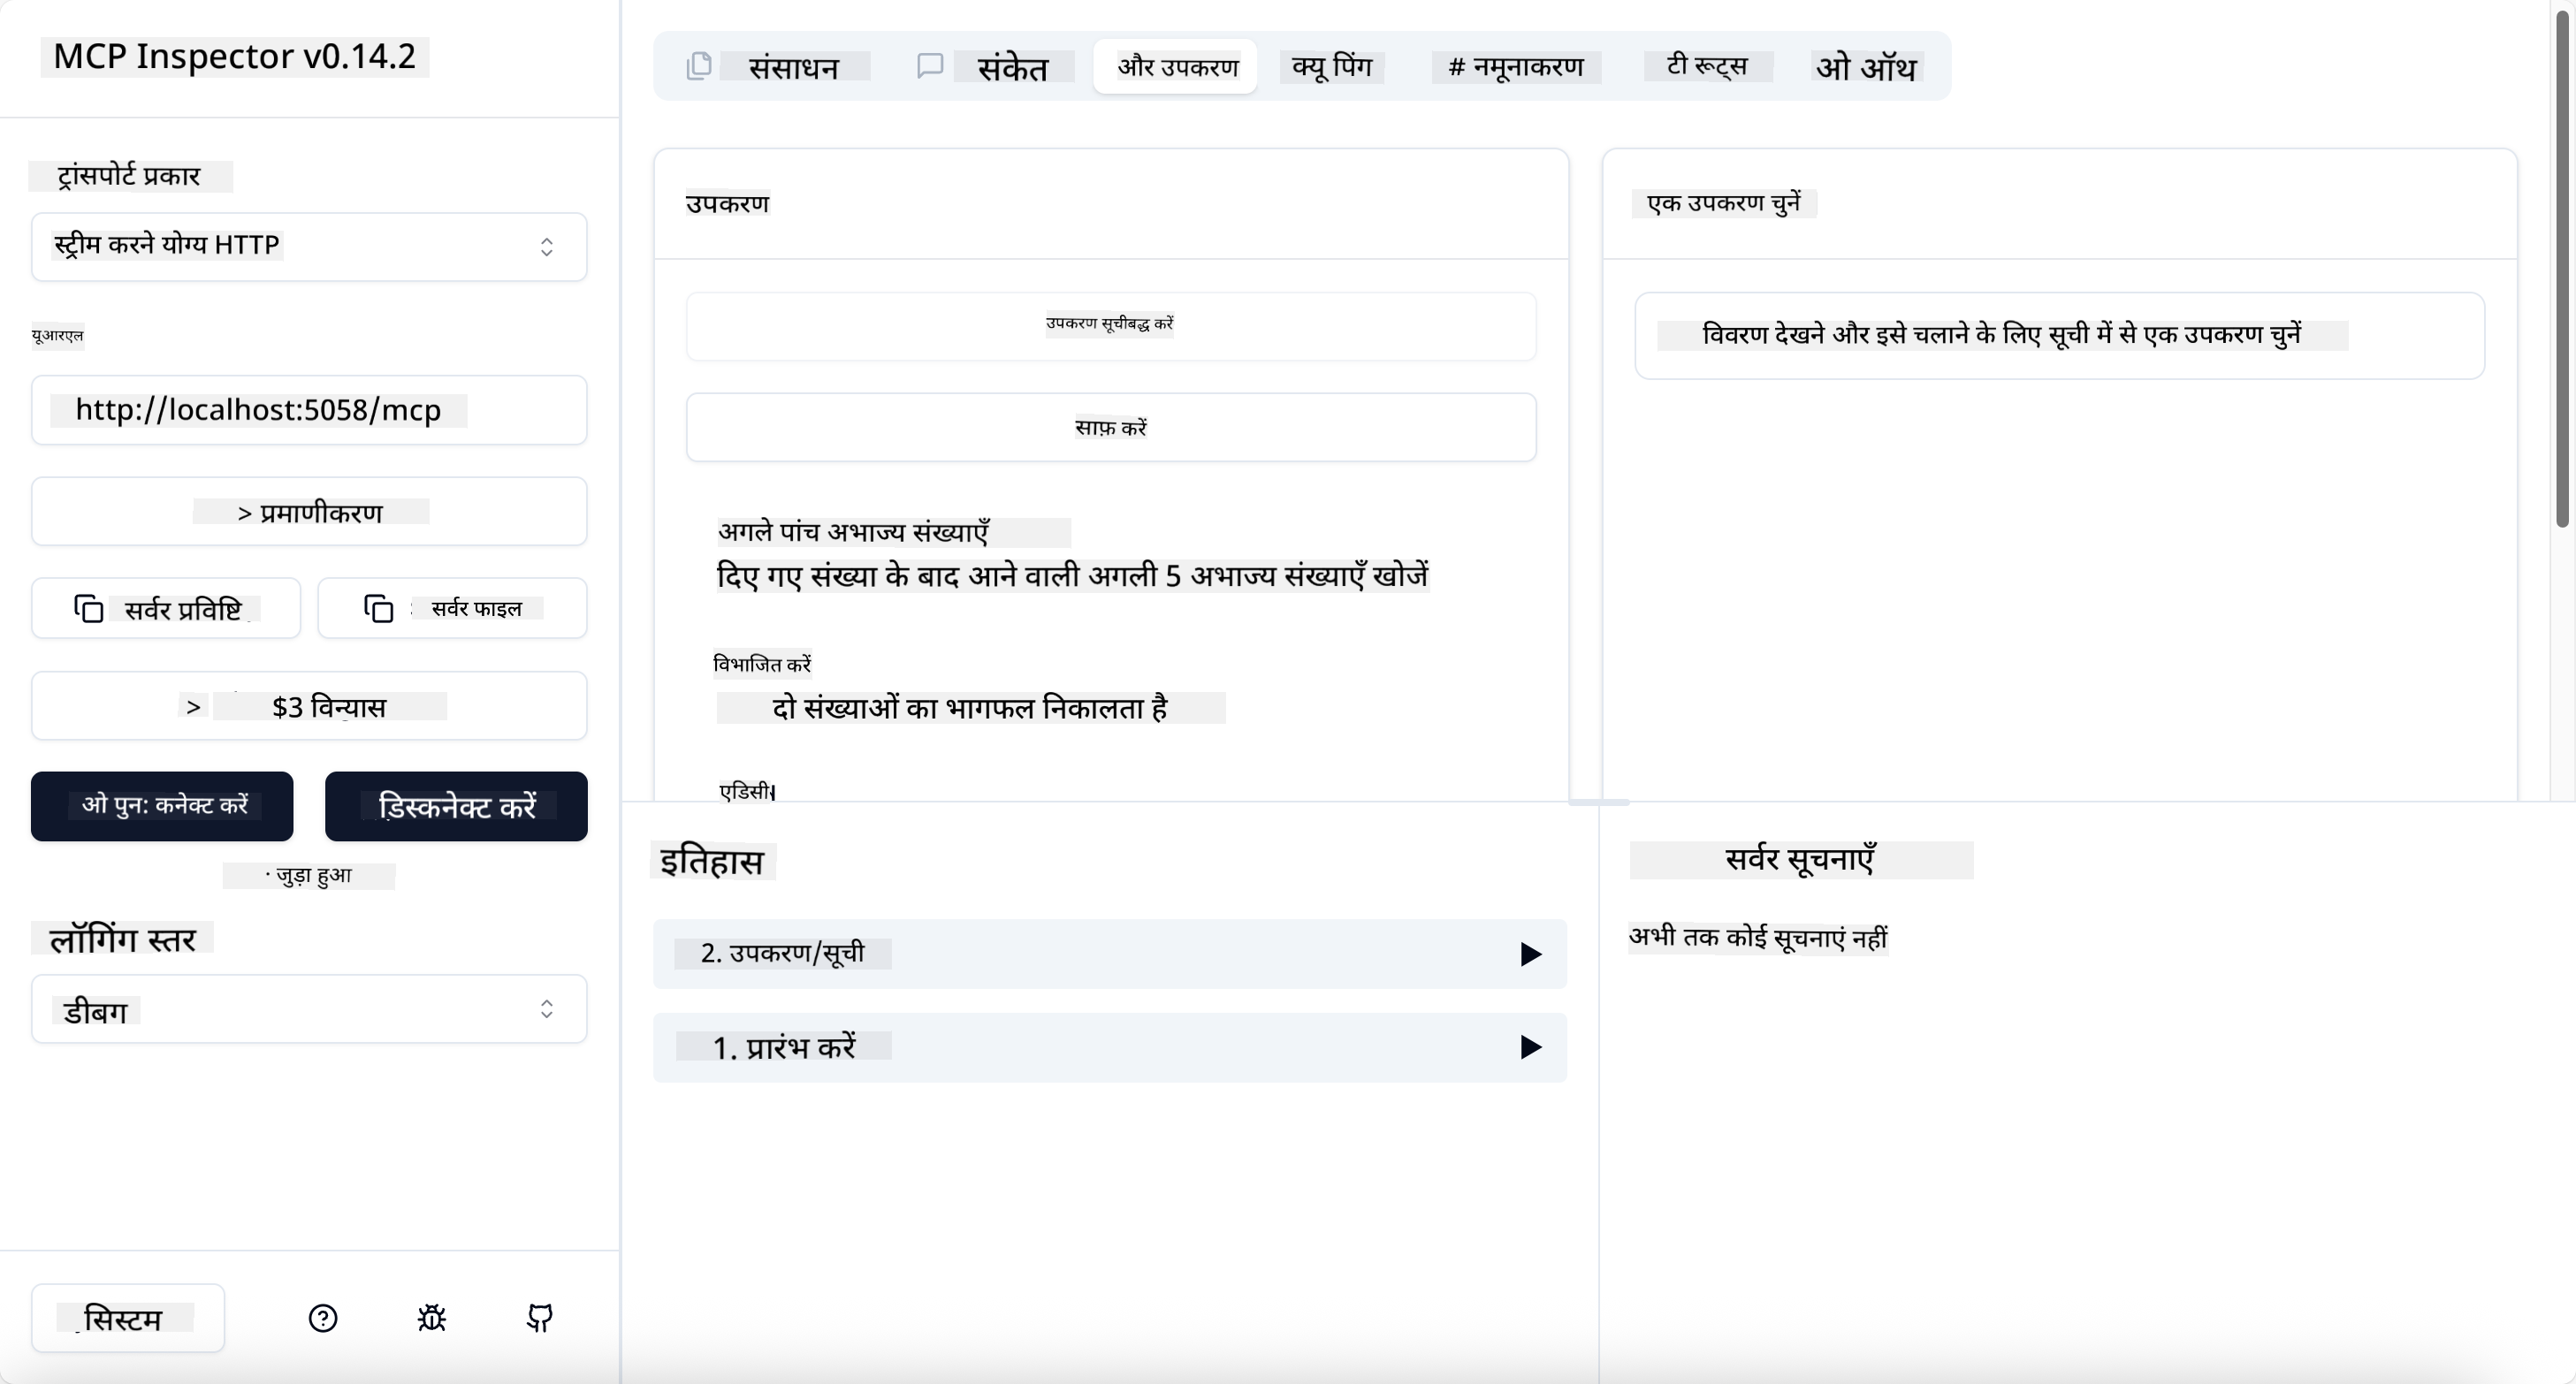 MCP Inspector v0.14.2
ट्रांसपोर्ट प्रकार
स्ट्रीम करने योग्य HTTP
यूआरएल
http://localhost:5058/mcp
> प्रमाणीकरण
सर्वर प्रविष्टि
सर्वर फाइल
> $3 विन्यास
ओ पुन: कनेक्ट करें
डिस्कनेक्ट करें
· जुड़ा हुआ
लॉगिंग स्तर
डीबग
सिस्टम
संसाधन
संकेत
और उपकरण
क्यू पिंग
# नमूनाकरण
टी रूट्स
ओ ऑथ
उपकरण
उपकरण सूचीबद्ध करें
साफ़ करें
अगले पांच अभाज्य संख्याएँ
दिए गए संख्या के बाद आने वाली अगली 5 अभाज्य संख्याएँ खोजें
विभाजित करें
दो संख्याओं का भागफल निकालता है
एडिसी
एक उपकरण चुनें
विवरण देखने और इसे चलाने के लिए सूची में से एक उपकरण चुनें
इतिहास
2. उपकरण/सूची
1. प्रारंभ करें
सर्वर सूचनाएँ
अभी तक कोई सूचनाएं नहीं